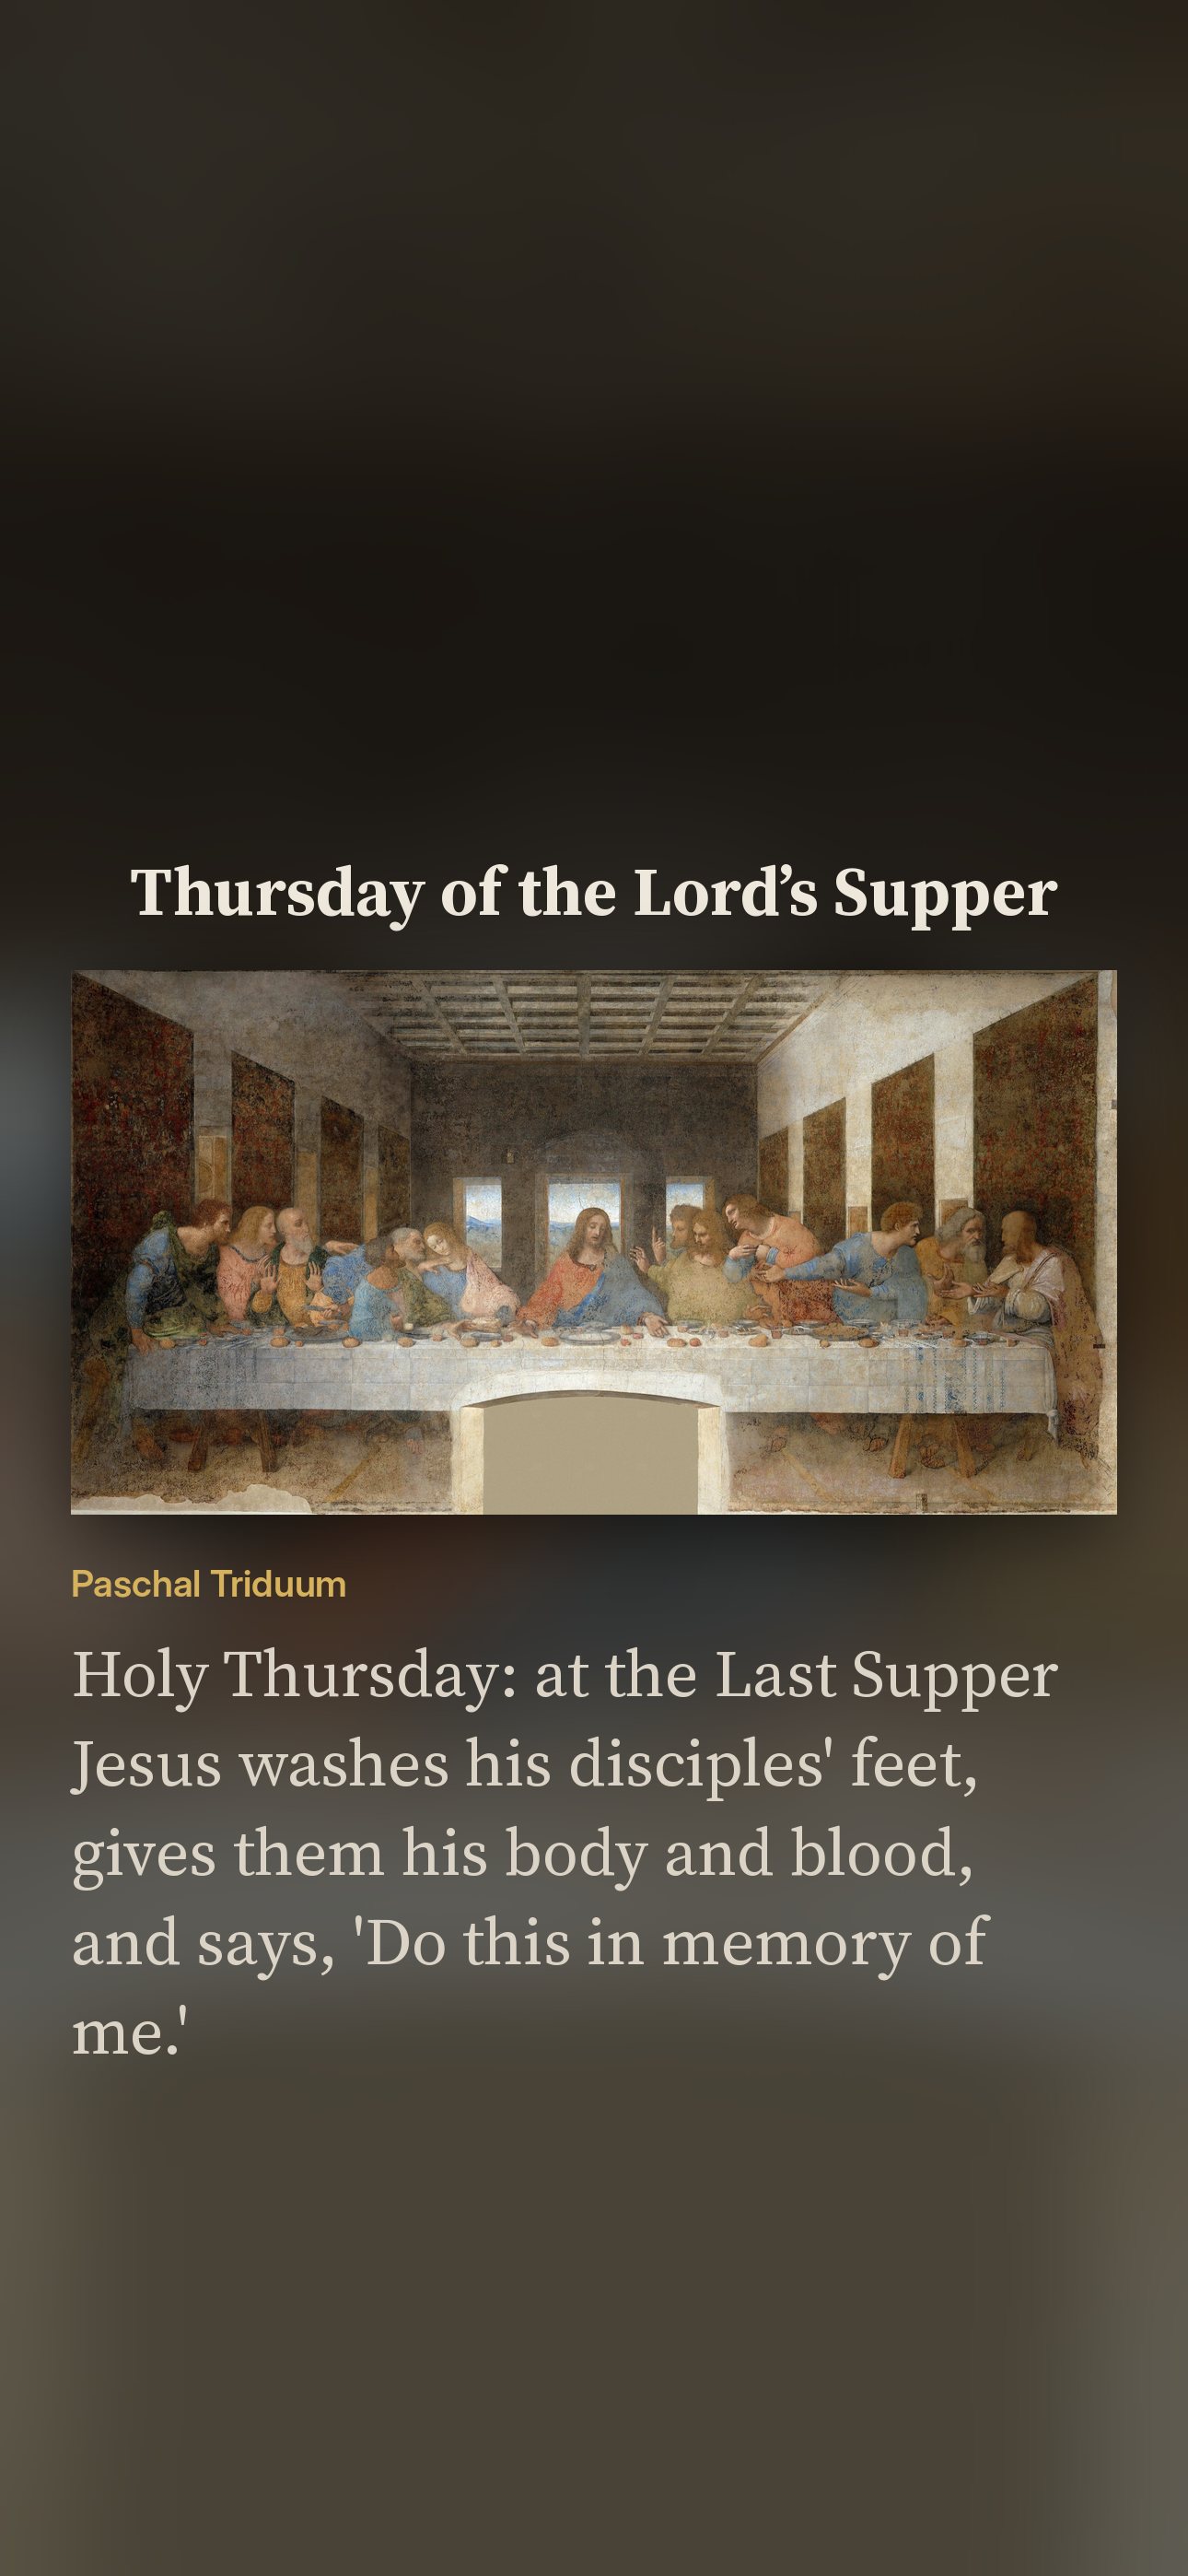 Thursday of the Lord’s Supper
Paschal Triduum
Holy Thursday: at the Last Supper
Jesus washes his disciples' feet,
gives them his body and blood,
and says, 'Do this in memory of
me.'